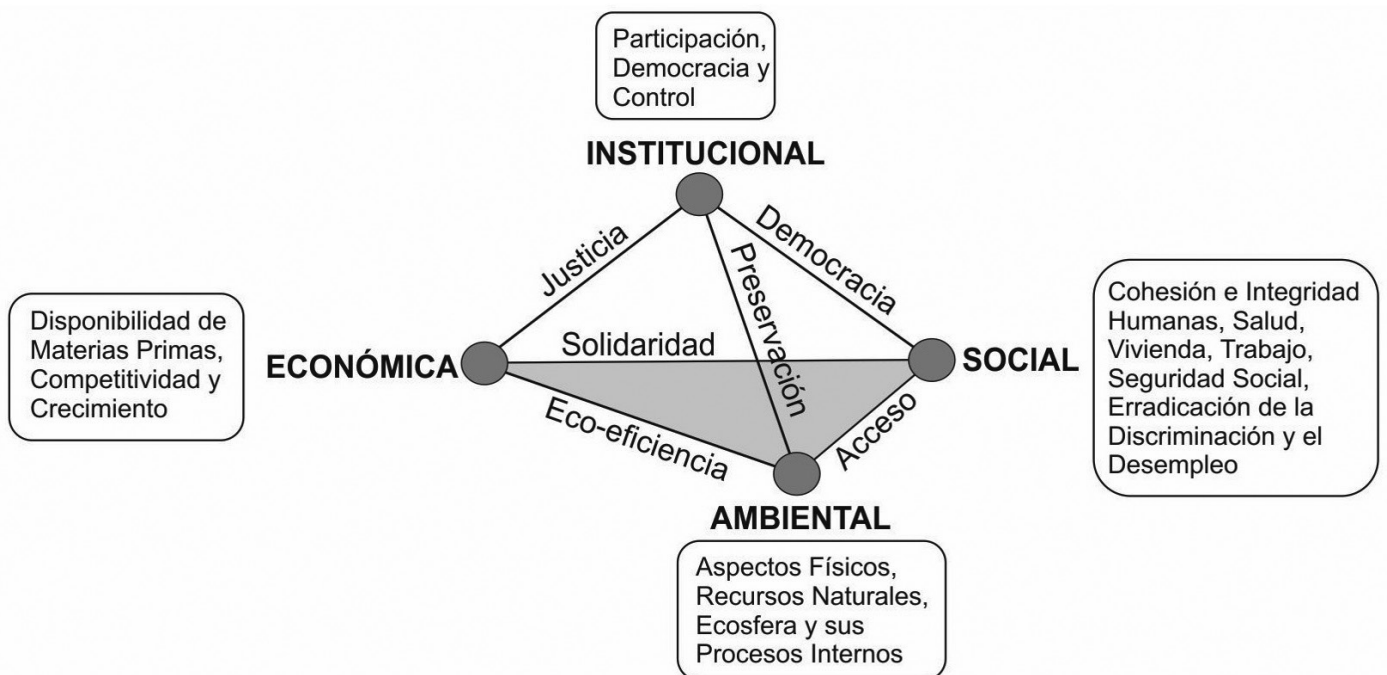 Participación,
Democracia y
Control
INSTITUCIONAL
Justicia
Democracia
Preservación
Disponibilidad de
Materias Primas,
Competitividad y
Crecimiento
ECONÓMICA
Solidaridad
SOCIAL
Cohesión e Integridad
Humanas, Salud,
Vivienda, Trabajo,
Seguridad Social,
Erradicación de la
Discriminación y el
Desempleo
Eco-eficiencia
Acceso
AMBIENTAL
Aspectos Físicos,
Recursos Naturales,
Ecosfera y sus
Procesos Internos